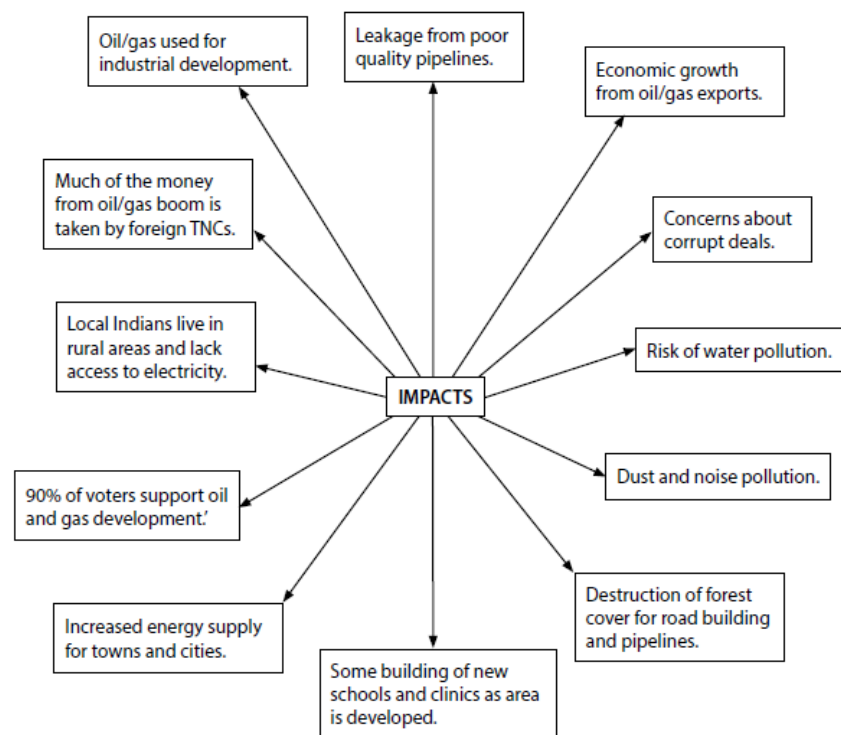 Oil/gas used for
industrial development.
Leakage from poor
quality pipelines.
Economic growth
from oil/gas exports.
Much of the money
from oil/gas boom is
taken by foreign TNCs.
Concerns about
corrupt deals.
Local Indians live in
rural areas and lack
access to electricity.
Risk of water pollution.
IMPACTS
90% of voters support oil
and gas development.’
Dust and noise pollution.
Increased energy supply
for towns and cities.
Some building of new
schools and clinics as area
is developed.
Destruction of forest
cover for road building
and pipelines.